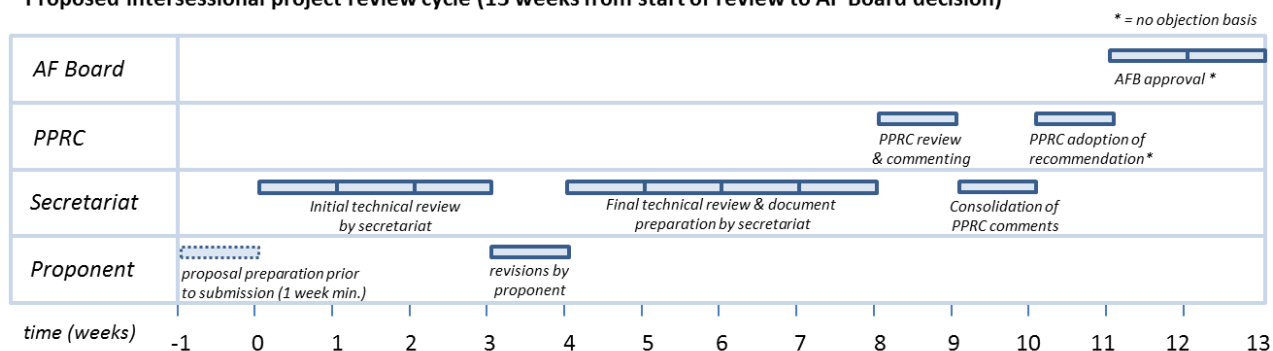 Proposed intersessional project review cycle (13 weeks from start of review to AF Board decision)
* = no objection basis
AF Board
AFB approval *
PPRC
PPRC review
& commenting
PPRC adoption of
recommendation*
Secretariat
Initial technical review
by secretariat
Final technical review & document
preparation by secretariat
Consolidation of
PPRC comments
Proponent
proposal preparation prior
to submission (1 week min.)
revisions by
proponent
time (weeks)
-1 0 1 2 3 4 5 6 7 8 9 10 11 12 13